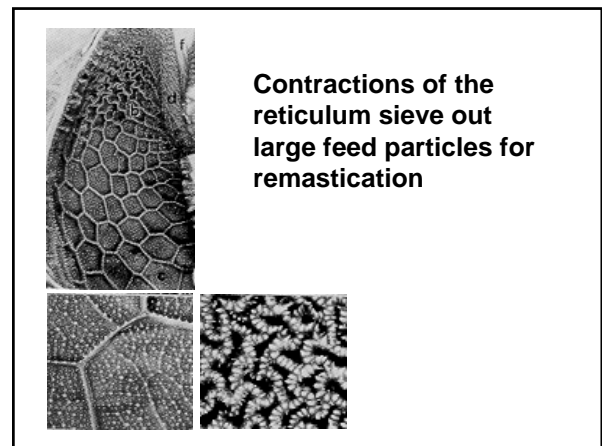 Contractions of the
reticulum sieve out
large feed particles for
remastication
f
d
b
c